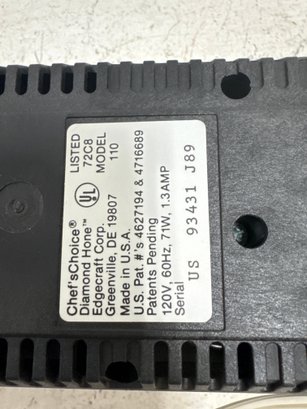 Chef'sChoice®
Diamond Hone™
Edgecraft Corp.
Greenville, DE 19807
Made in U.S.A.
U.S. Pat. #'s 4627194 & 4716689
Patents Pending
120V, 60Hz, 71W, 1.3AMP
Serial
US 93431 J89
UL
LISTED
72C8
MODEL
110